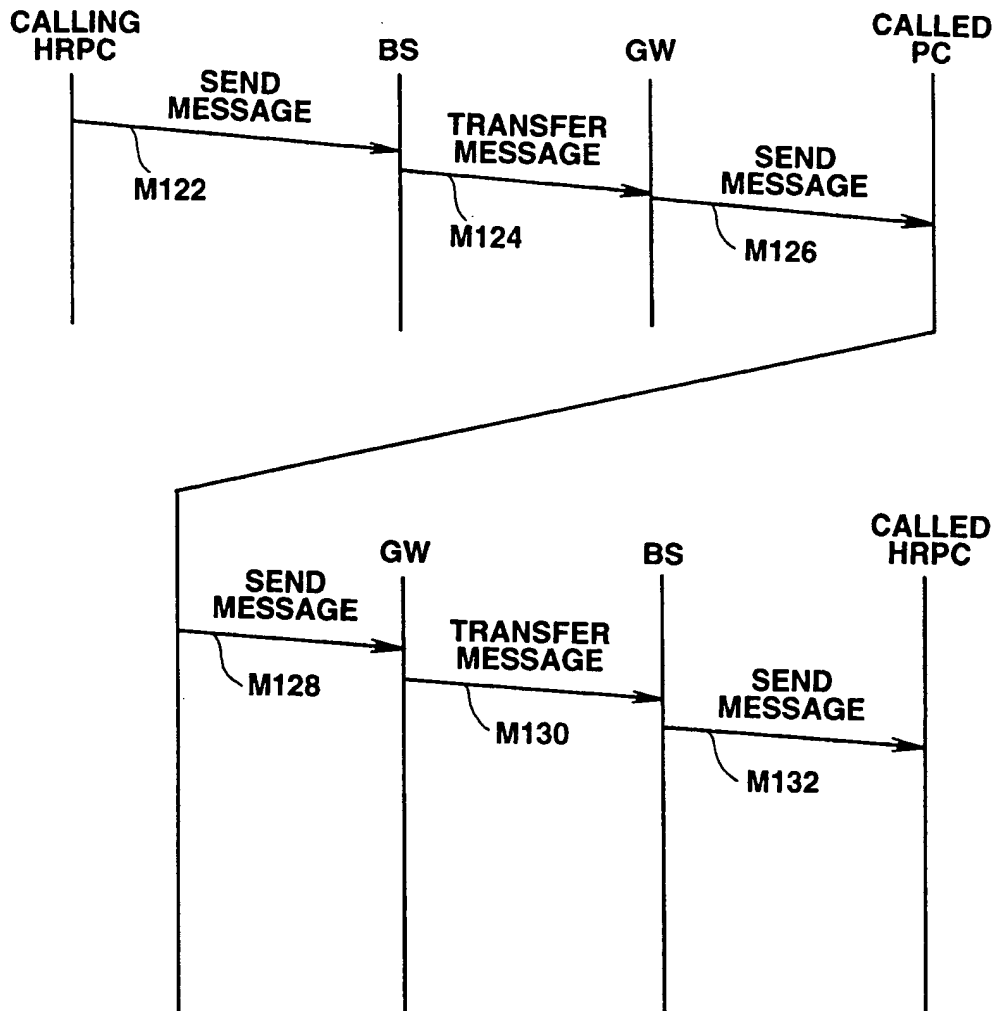 CALLING
HRPC
BS
GW
CALLED
PC
SEND
MESSAGE
M122
TRANSFER
MESSAGE
M124
SEND
MESSAGE
M126
GW
BS
CALLED
HRPC
SEND
MESSAGE
M128
TRANSFER
MESSAGE
M130
SEND
MESSAGE
M132